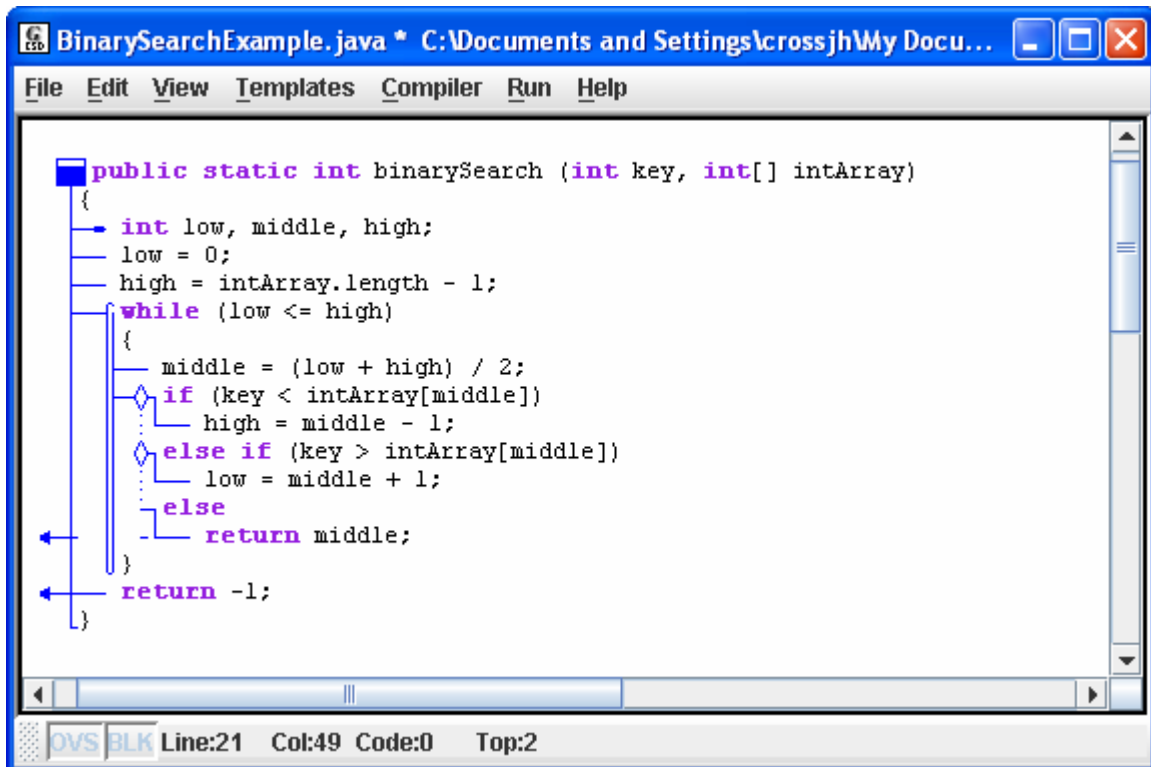 BinarySearchExample.java * C:\Documents and Settings\crossjh\My Docu...
File Edit View Templates Compiler Run Help
public static int binarySearch (int key, int[] intArray)
{
int low, middle, high;
low = 0;
high = intArray.length - 1;
while (low <= high)
{
middle = (low + high) / 2;
if (key < intArray[middle])
high = middle - 1;
else if (key > intArray[middle])
low = middle + 1;
else
return middle;
}
return -1;
}
OVS BLK Line:21 Col:49 Code:0 Top:2